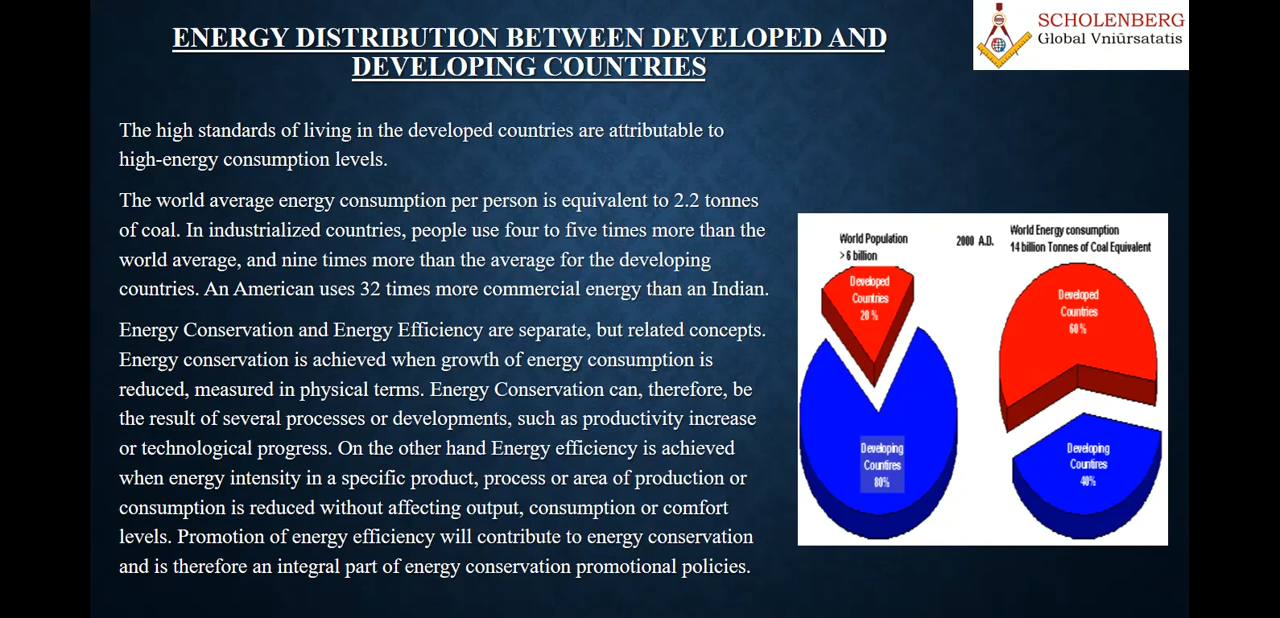 ENERGY DISTRIBUTION BETWEEN DEVELOPED AND
DEVELOPING COUNTRIES
SCHOLENBERG
Global Vniürsatatis
The high standards of living in the developed countries are attributable to
high-energy consumption levels.
The world average energy consumption per person is equivalent to 2.2 tonnes
of coal. In industrialized countries, people use four to five times more than the
world average, and nine times more than the average for the developing
countries. An American uses 32 times more commercial energy than an Indian.
Energy Conservation and Energy Efficiency are separate, but related concepts.
Energy conservation is achieved when growth of energy consumption is
reduced, measured in physical terms. Energy Conservation can, therefore, be
the result of several processes or developments, such as productivity increase
or technological progress. On the other hand Energy efficiency is achieved
when energy intensity in a specific product, process or area of production or
consumption is reduced without affecting output, consumption or comfort
levels. Promotion of energy efficiency will contribute to energy conservation
and is therefore an integral part of energy conservation promotional policies.
World Population
> 6 billion
2000 A.D.
World Energy consumption
14 billion Tonnes of Coal Equivalent
Developed
Countries
20 %
Developing
Countires
80%
Developed
Countries
60%
Developing
Countires
40%